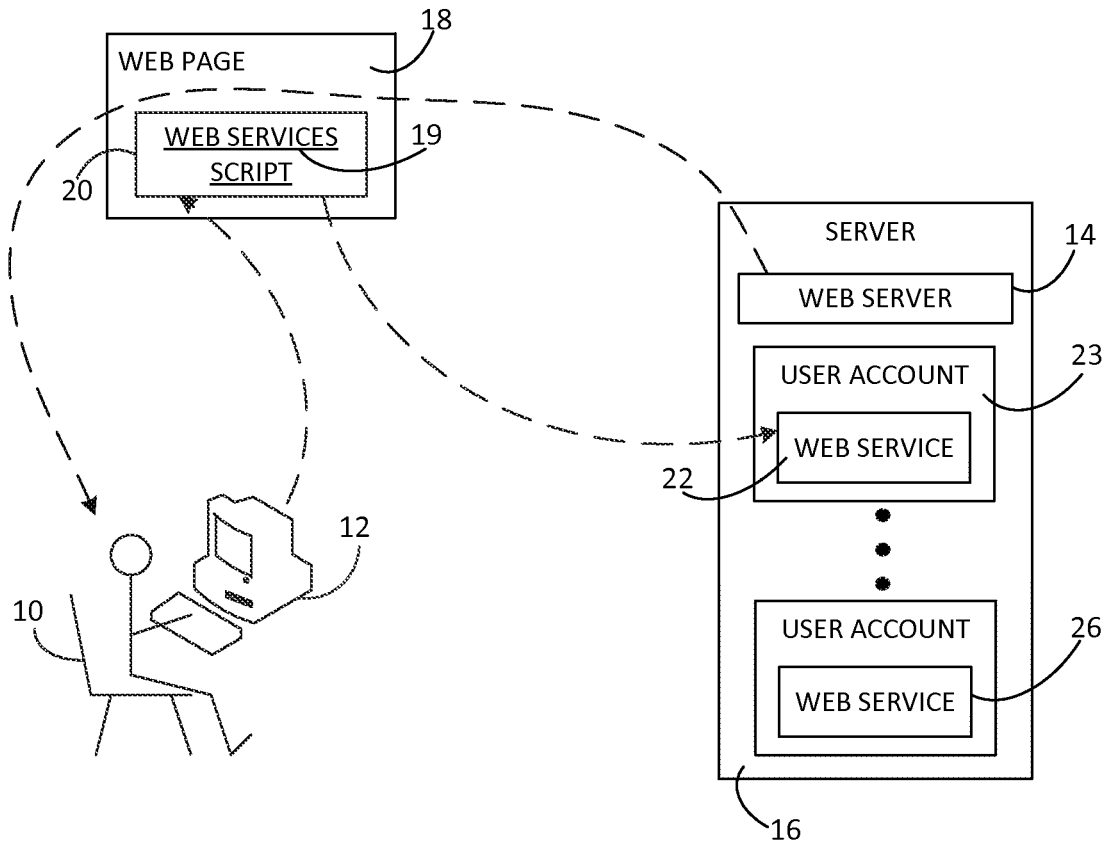 18
WEB PAGE
WEB SERVICES
SCRIPT
19
20
SERVER
14
WEB SERVER
23
USER ACCOUNT
WEB SERVICE
22
12
10
USER ACCOUNT
26
WEB SERVICE
16